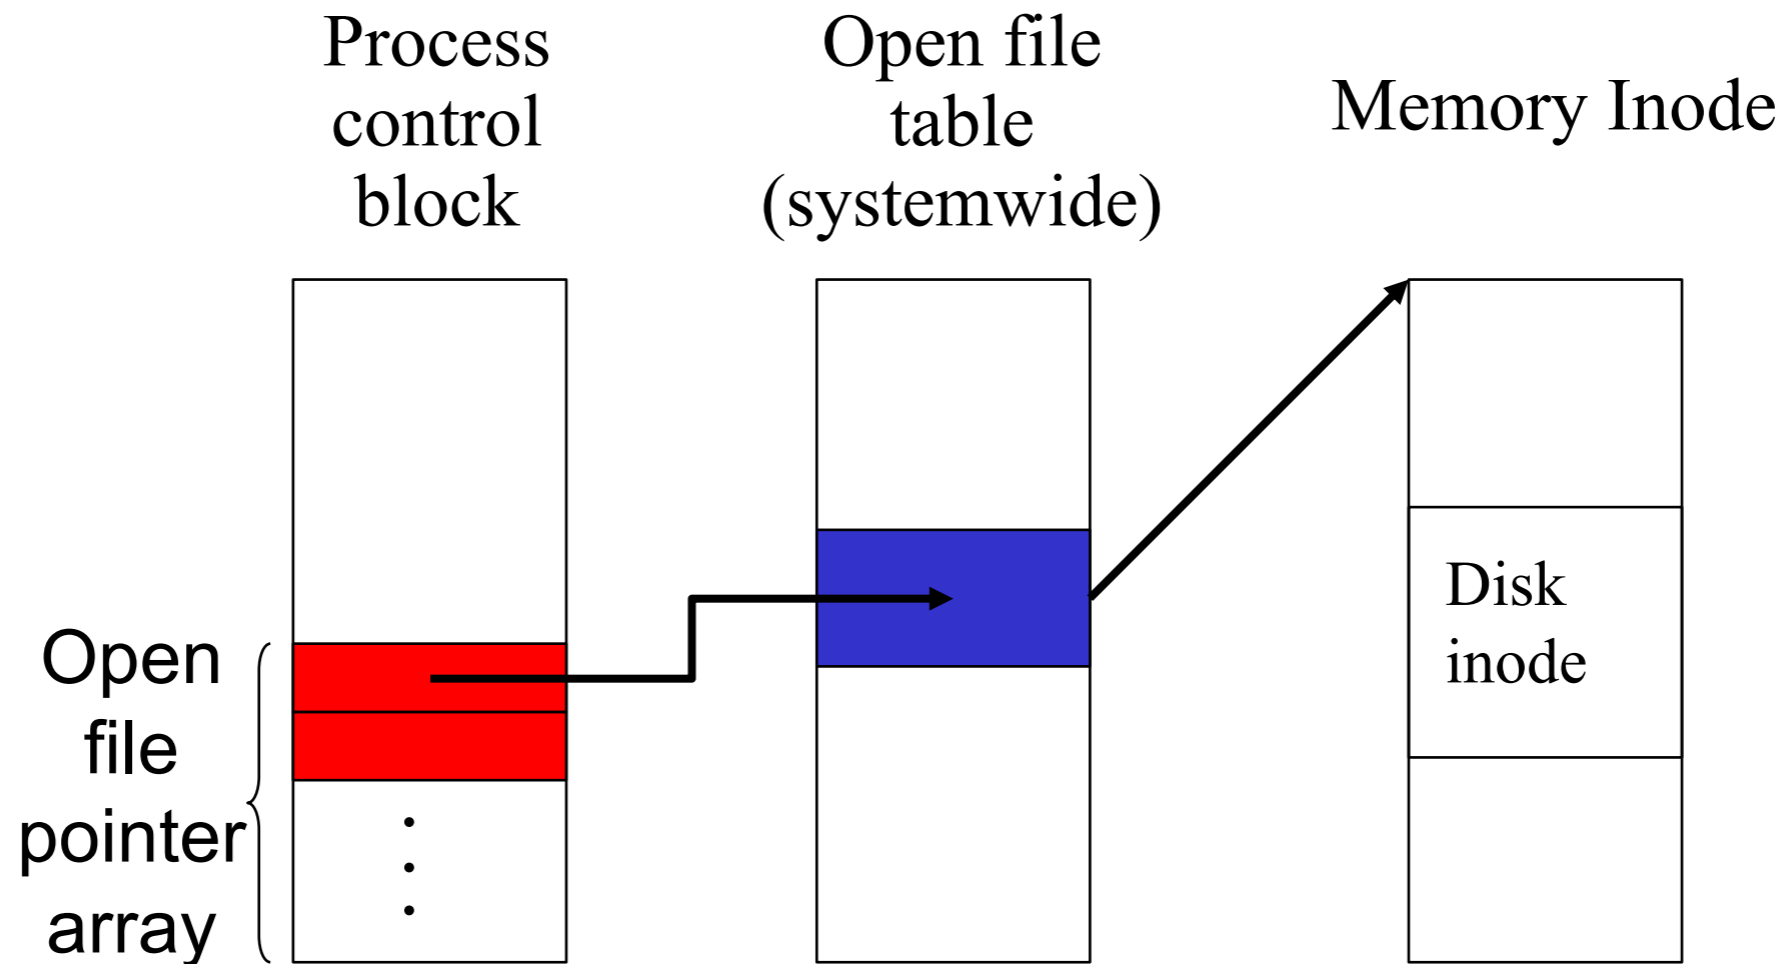 Process
control
block
Open file
table
(systemwide)
Memory Inode
Open
file
pointer
array
Disk
inode